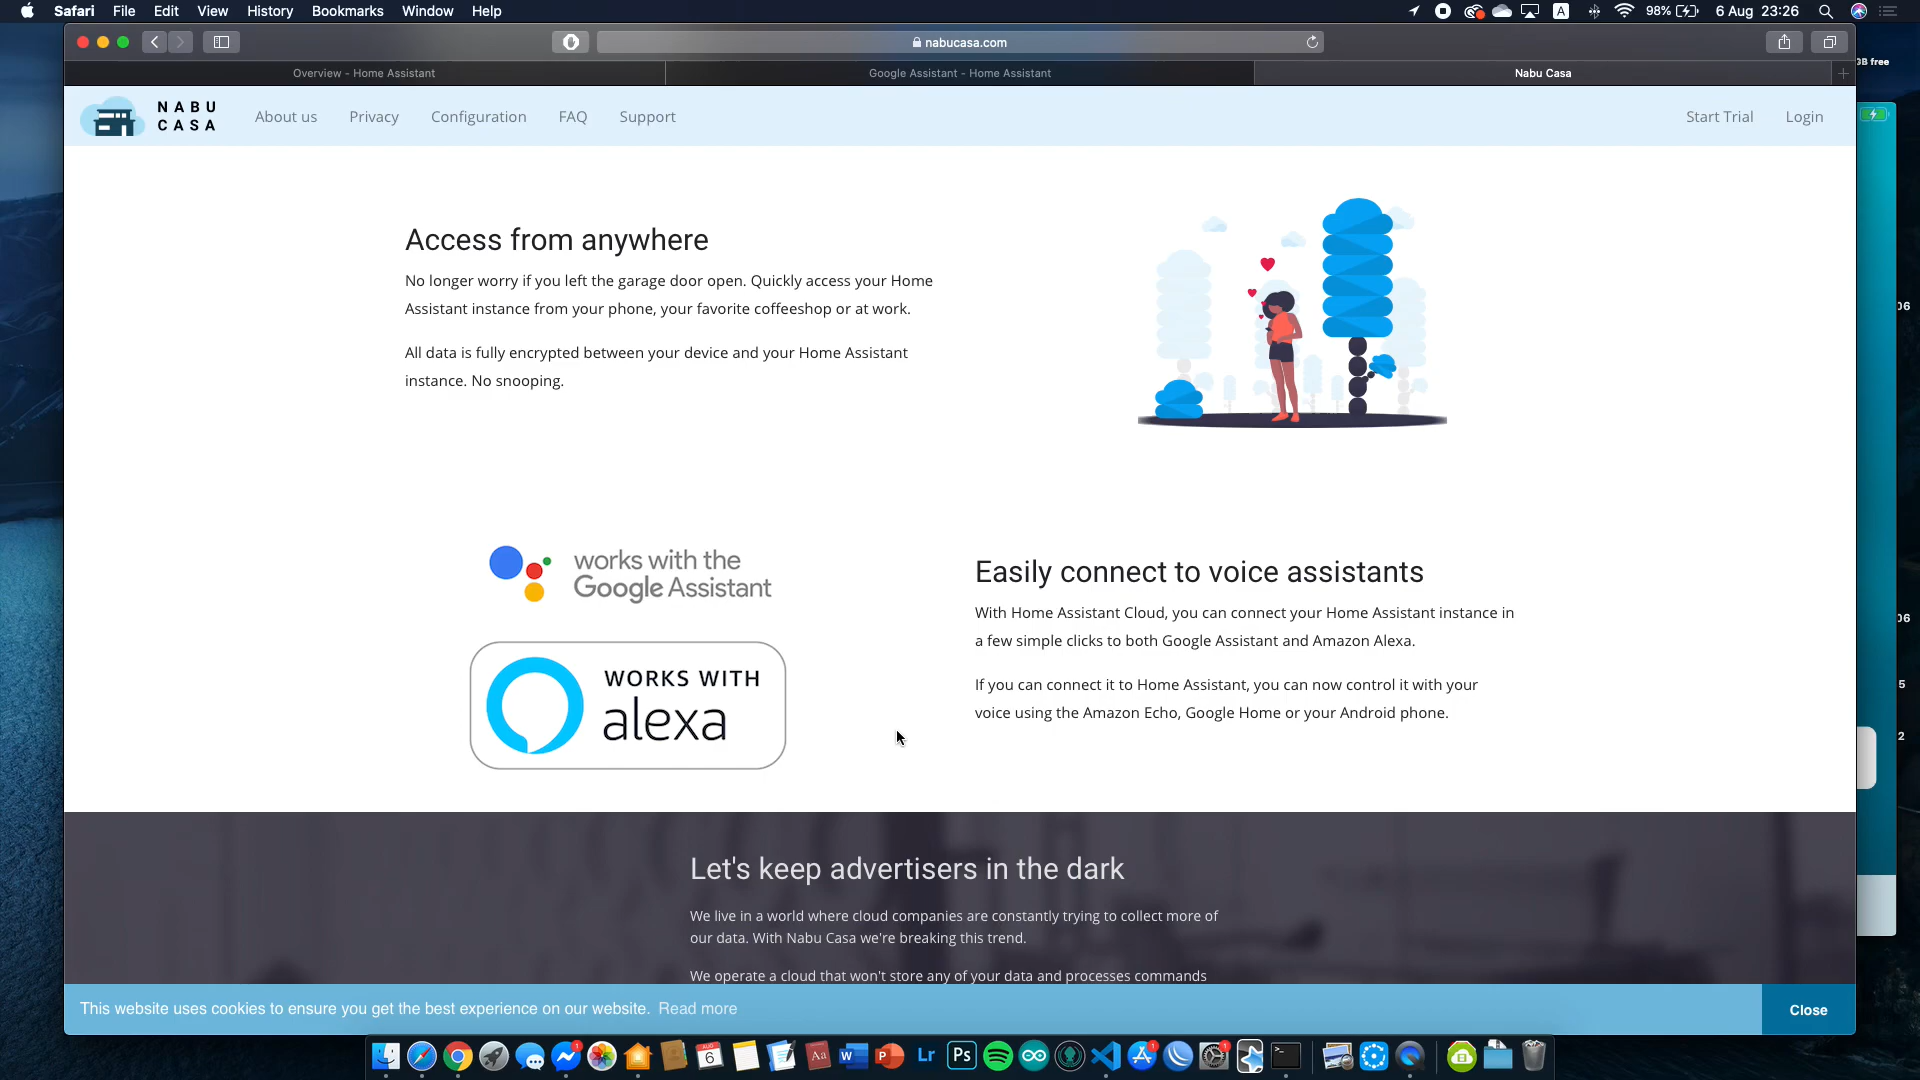 Safari File Edit View History Bookmarks Window Help
A 98% 6 Aug 23:26
nabucasa.com
Overview - Home Assistant
Google Assistant - Home Assistant
Nabu Casa
GB free
NABU
CASA
About us Privacy Configuration FAQ Support
Start Trial Login
Access from anywhere
No longer worry if you left the garage door open. Quickly access your Home
Assistant instance from your phone, your favorite coffeeshop or at work.
All data is fully encrypted between your device and your Home Assistant
instance. No snooping.
works with the
Google Assistant
WORKS WITH
alexa
Easily connect to voice assistants
With Home Assistant Cloud, you can connect your Home Assistant instance in
a few simple clicks to both Google Assistant and Amazon Alexa.
If you can connect it to Home Assistant, you can now control it with your
voice using the Amazon Echo, Google Home or your Android phone.
Let's keep advertisers in the dark
We live in a world where cloud companies are constantly trying to collect more of
our data. With Nabu Casa we're breaking this trend.
We operate a cloud that won't store any of your data and processes commands
This website uses cookies to ensure you get the best experience on our website. Read more
Close
1 6 Aa W P Lr Ps 1 1